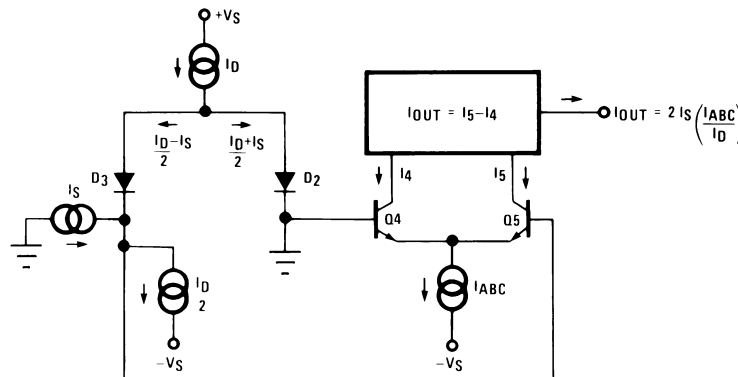 +VS
ID
ID/2 −IS
ID/2 +IS
IOUT = I5−I4
IOUT = 2 IS (IABC/ID)
D3
D2
I4
I5
IS
Q4
Q5
ID
2
IABC
−VS
−VS